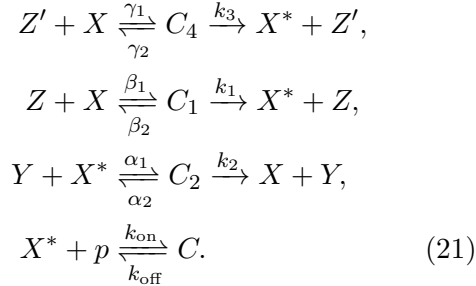 Z′ + X ⇌[γ₁][γ₂] C₄ →[k₃] X* + Z′,
Z + X ⇌[β₁][β₂] C₁ →[k₁] X* + Z,
Y + X* ⇌[α₁][α₂] C₂ →[k₂] X + Y,
X* + p ⇌[k_on][k_off] C. (21)